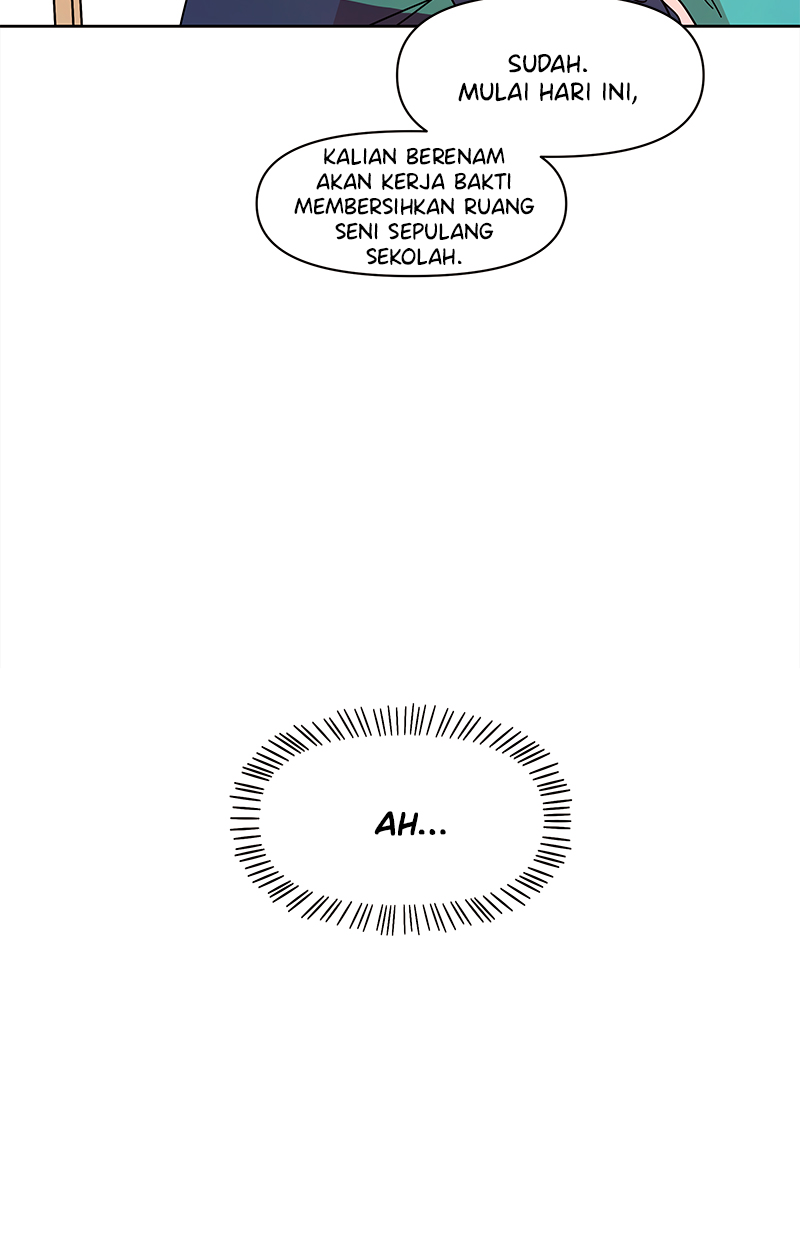 SUDAH.
MULAI HARI INI,
KALIAN BERENAM
AKAN KERJA BAKTI
MEMBERSIHKAN RUANG
SENI SEPULANG
SEKOLAH.
AH...